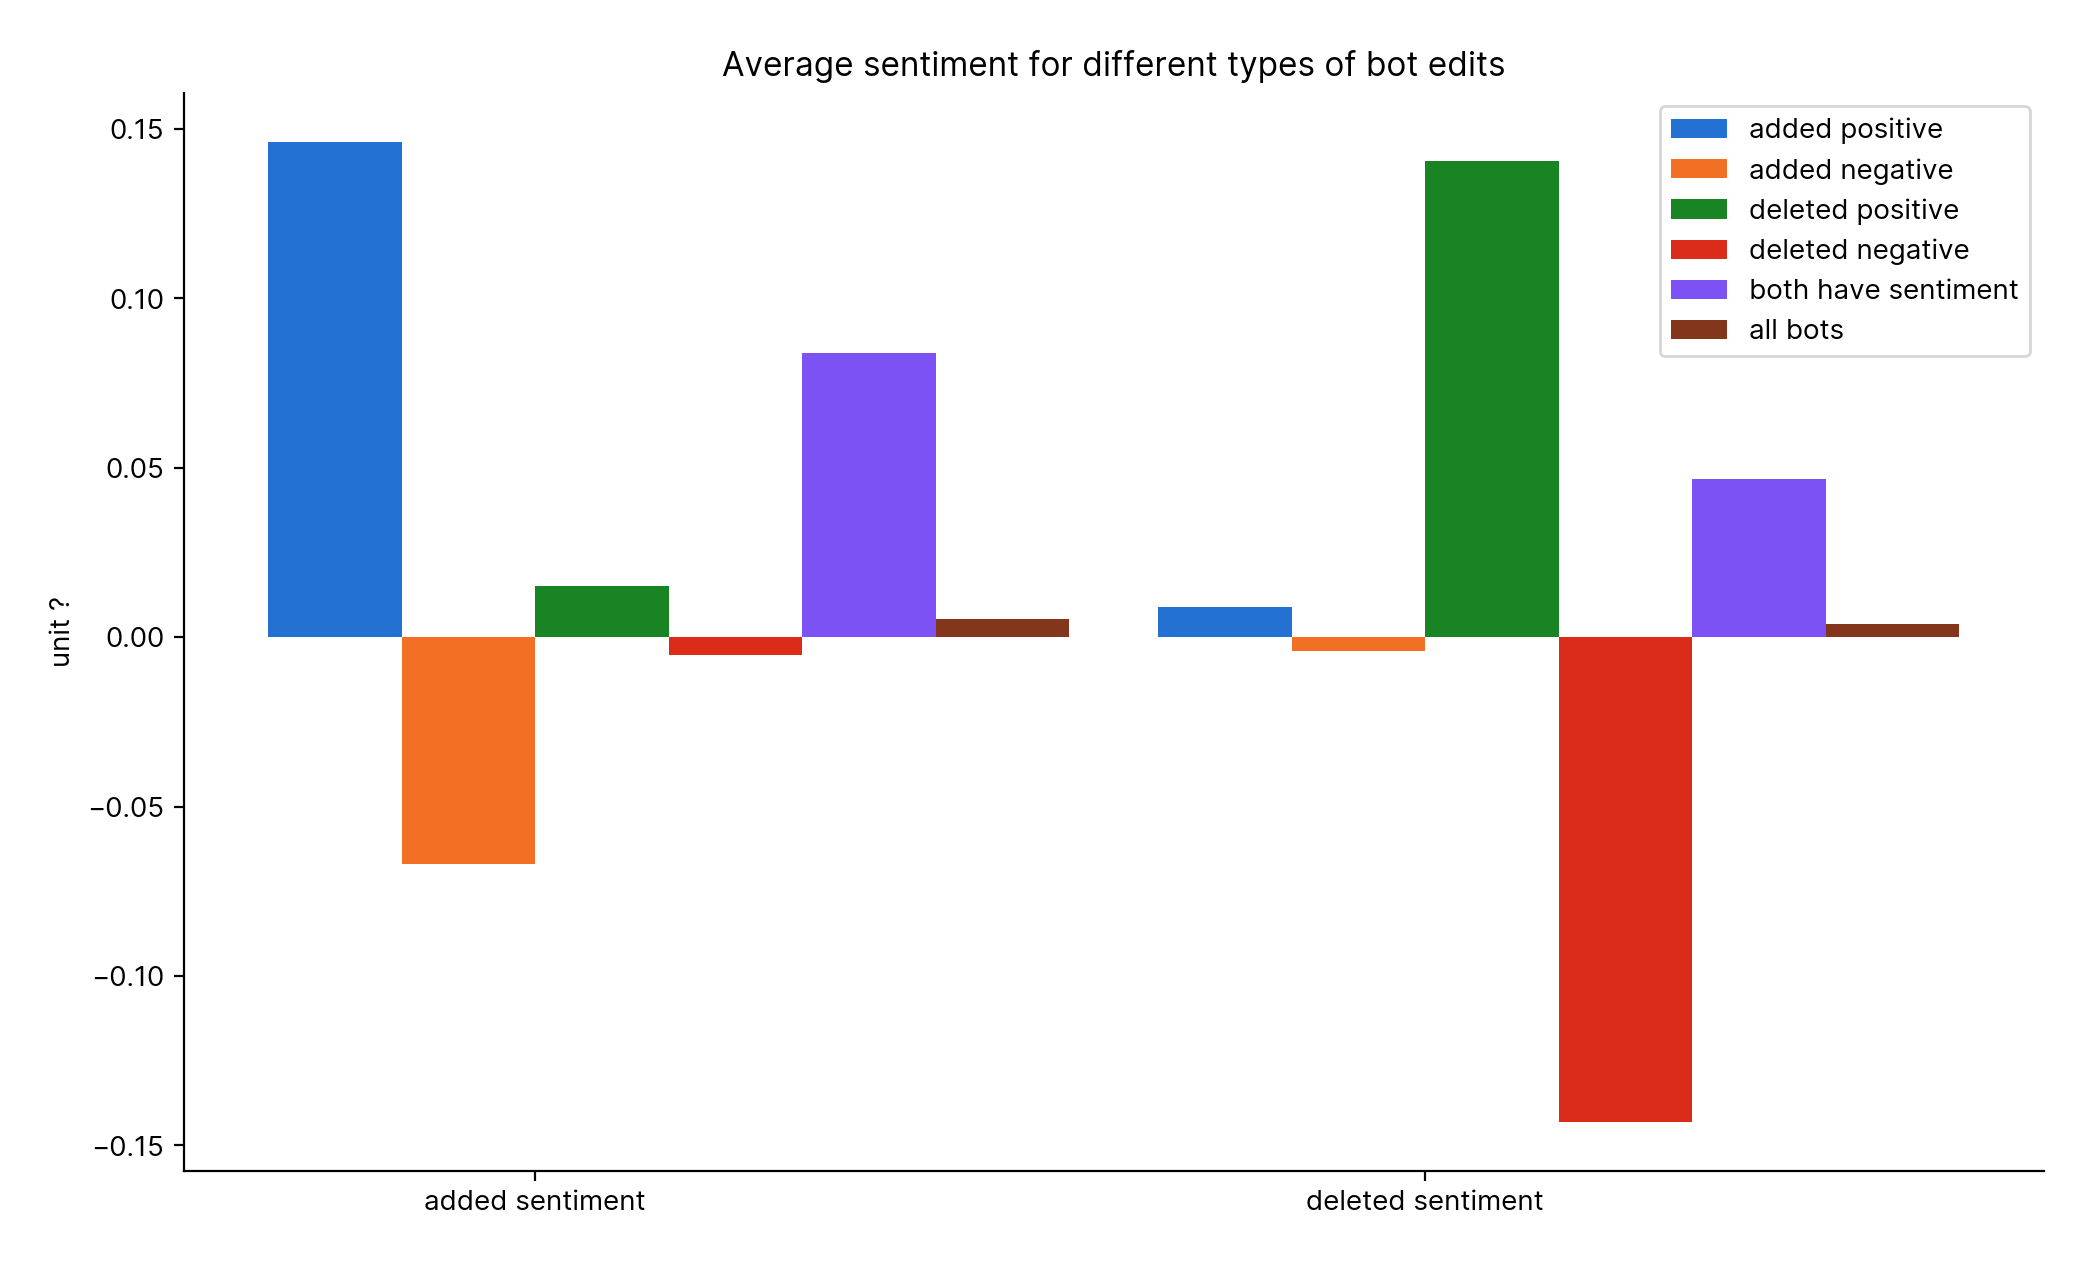 Average sentiment for different types of bot edits
0.15
0.10
0.05
0.00
−0.05
−0.10
−0.15
unit ?
added sentiment
deleted sentiment
added positive
added negative
deleted positive
deleted negative
both have sentiment
all bots